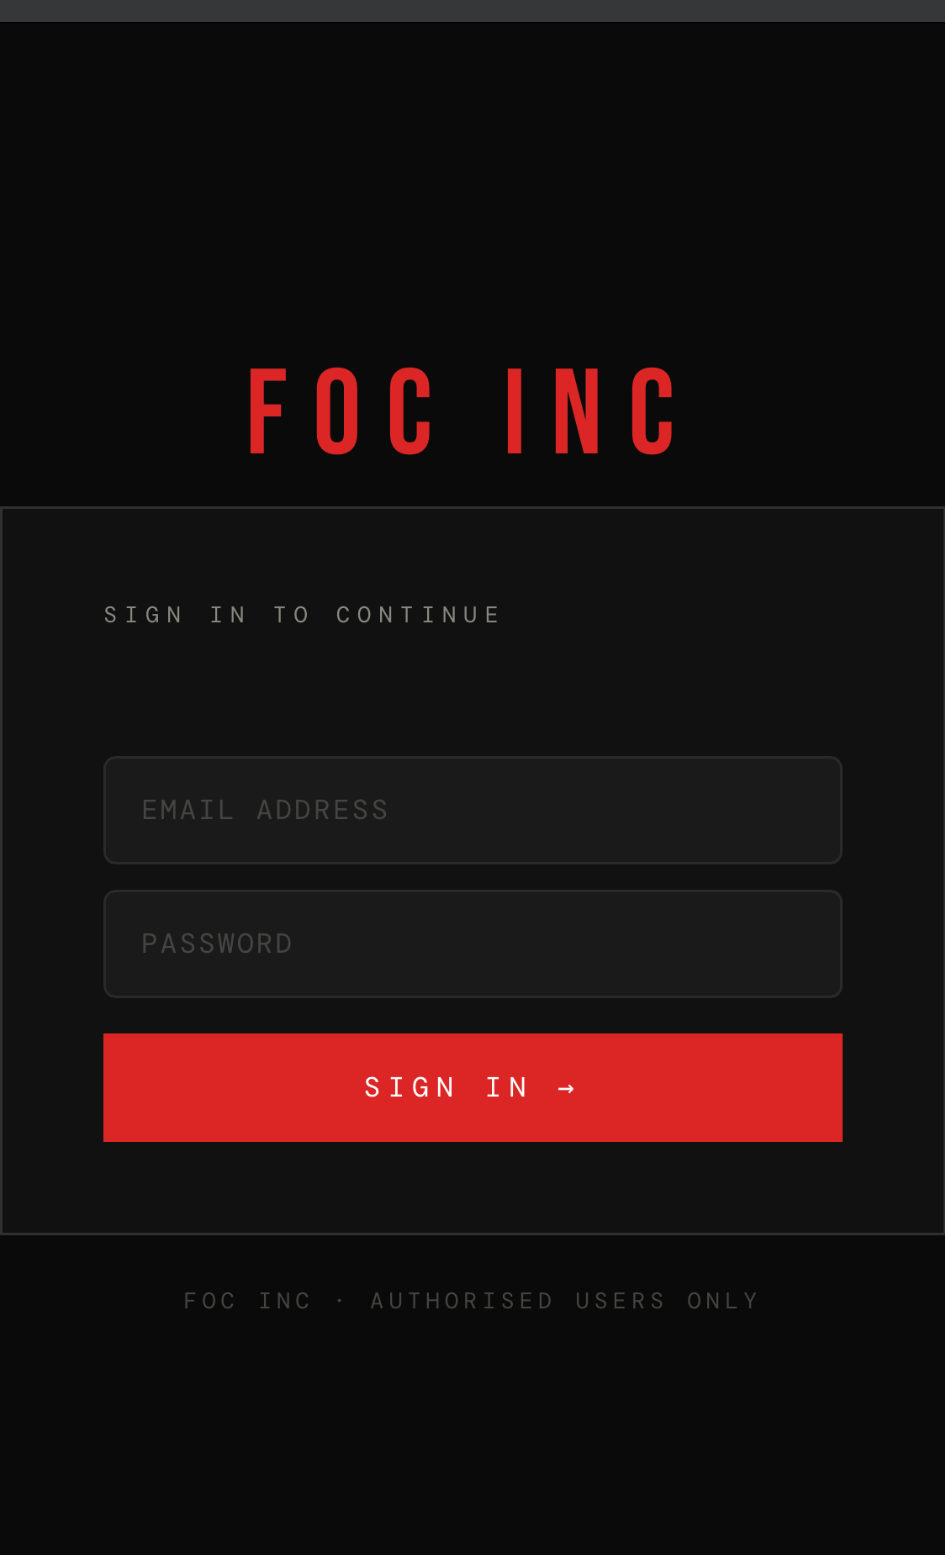 FOC INC
SIGN IN TO CONTINUE
EMAIL ADDRESS
PASSWORD
SIGN IN →
FOC INC · AUTHORISED USERS ONLY